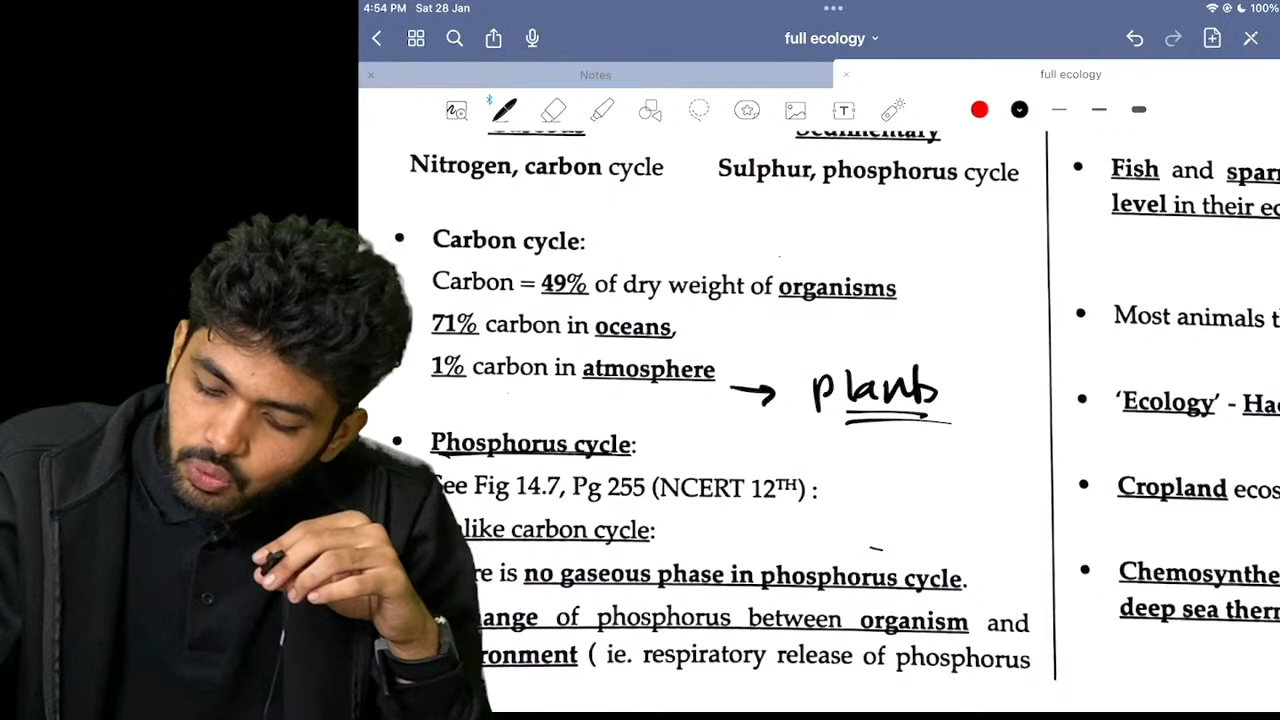 4:54 PM Sat 28 Jan
100%
full ecology
Notes
full ecology
Sedimentary
Nitrogen, carbon cycle
Sulphur, phosphorus cycle
Carbon cycle:
Carbon = 49% of dry weight of organisms
71% carbon in oceans,
1% carbon in atmosphere
→ plants
Phosphorus cycle:
See Fig 14.7, Pg 255 (NCERT 12TH) :
like carbon cycle:
re is no gaseous phase in phosphorus cycle.
ange of phosphorus between organism and
ronment ( ie. respiratory release of phosphorus
Fish and
level in their
Most animals
'Ecology' -
Cropland
deep sea